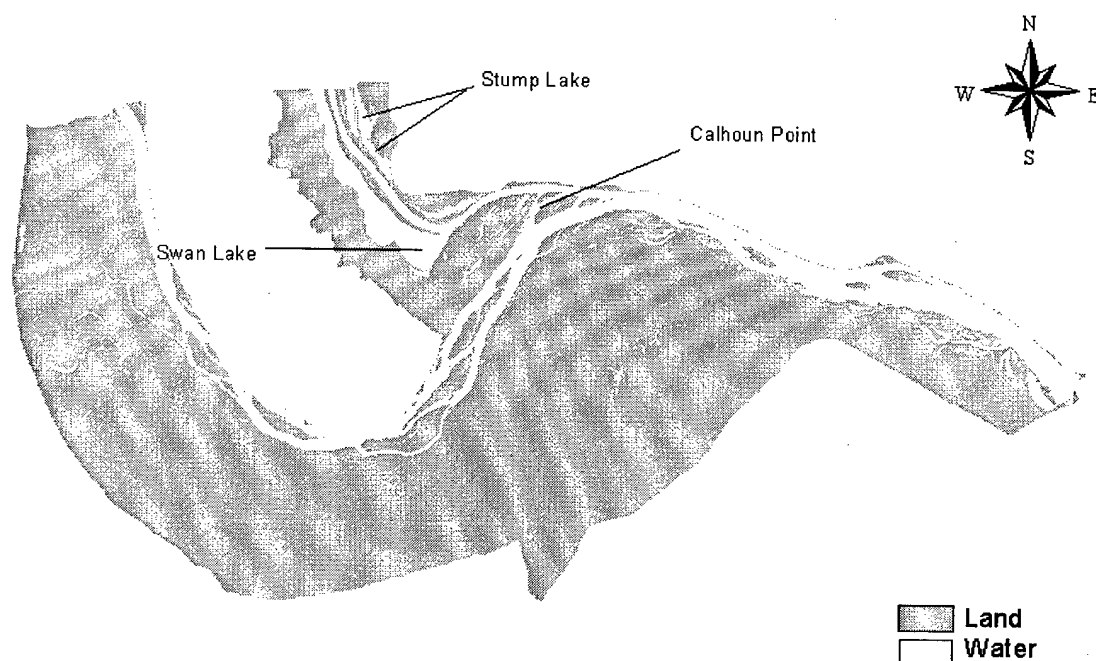 N
Stump Lake
W
E
Calhoun Point
S
Swan Lake
Land
Water